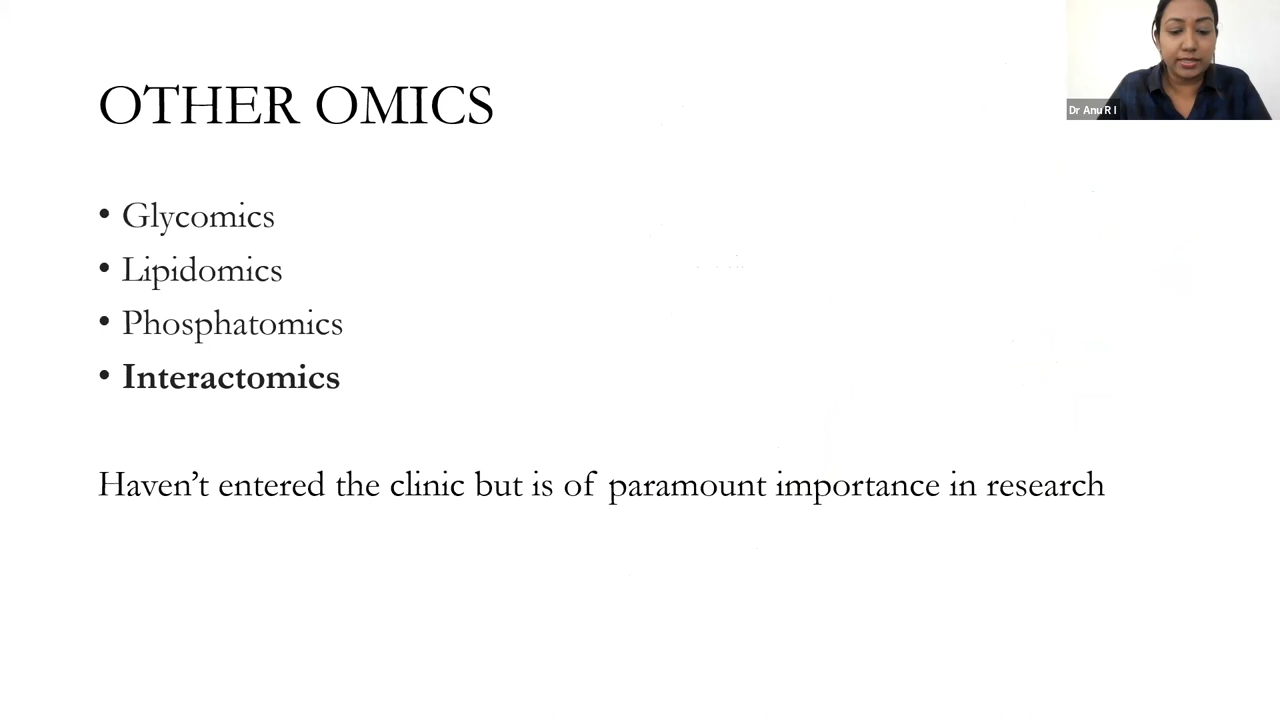 OTHER OMICS
Dr Anu R I
• Glycomics
• Lipidomics
• Phosphatomics
• Interactomics
Haven’t entered the clinic but is of paramount importance in research